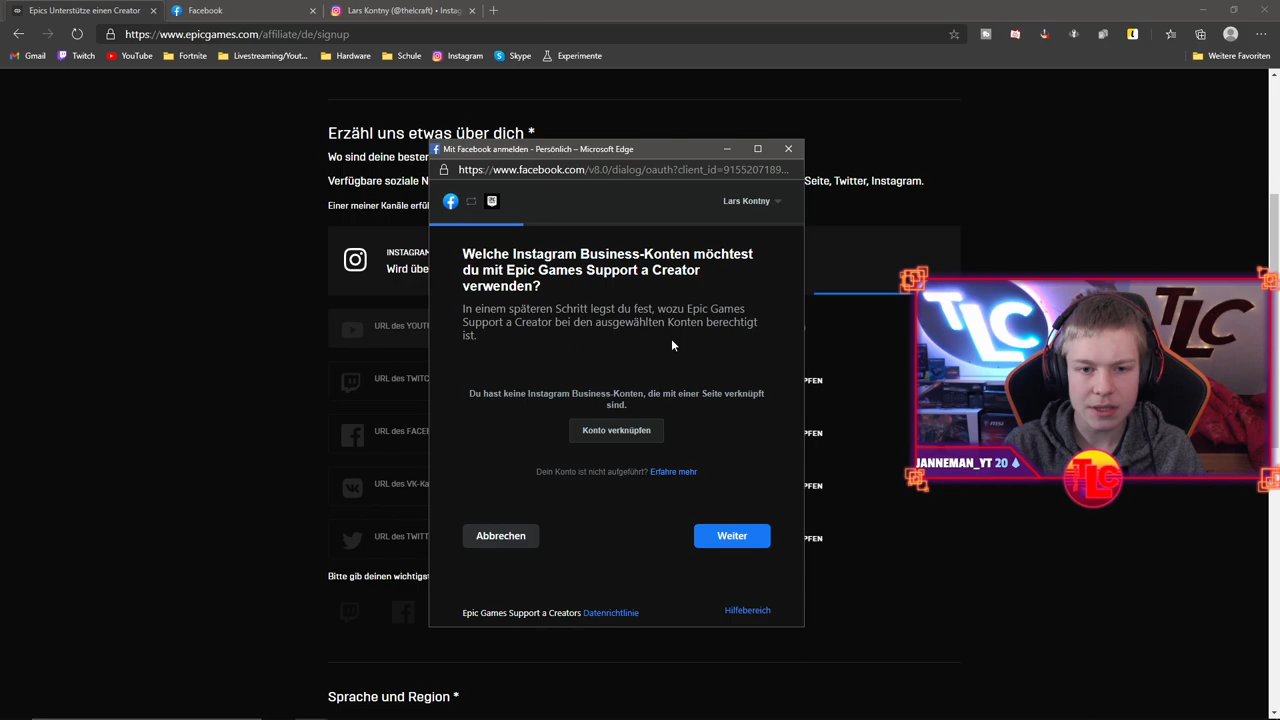 Epics Unterstütze einen Creator
Facebook
Lars Kontny (@thelcraft) • Instag
https://www.epicgames.com/affiliate/de/signup
Gmail
Twitch
YouTube
Fortnite
Livestreaming/Yout...
Hardware
Schule
Instagram
Skype
Experimente
Weitere Favoriten
Erzähl uns etwas über dich *
Wo sind deine bester
Verfügbare soziale N
Seite, Twitter, Instagram.
Einer meiner Kanäle erfü
INSTAGRAM
Wird übe
URL des YOUT
URL des TWITC
PFEN
URL des FACEB
PFEN
URL des VK-Ka
PFEN
URL des TWITT
PFEN
Bitte gib deinen wichtigst
Sprache und Region *
Mit Facebook anmelden - Persönlich – Microsoft Edge
https://www.facebook.com/v8.0/dialog/oauth?client_id=9155207189...
Lars Kontny
Welche Instagram Business-Konten möchtest
du mit Epic Games Support a Creator
verwenden?
In einem späteren Schritt legst du fest, wozu Epic Games
Support a Creator bei den ausgewählten Konten berechtigt
ist.
Du hast keine Instagram Business-Konten, die mit einer Seite verknüpft
sind.
Konto verknüpfen
Dein Konto ist nicht aufgeführt? Erfahre mehr
Abbrechen
Weiter
Epic Games Support a Creators Datenrichtlinie
Hilfebereich
TLC
TLC
JANNEMAN_YT 20
TLC